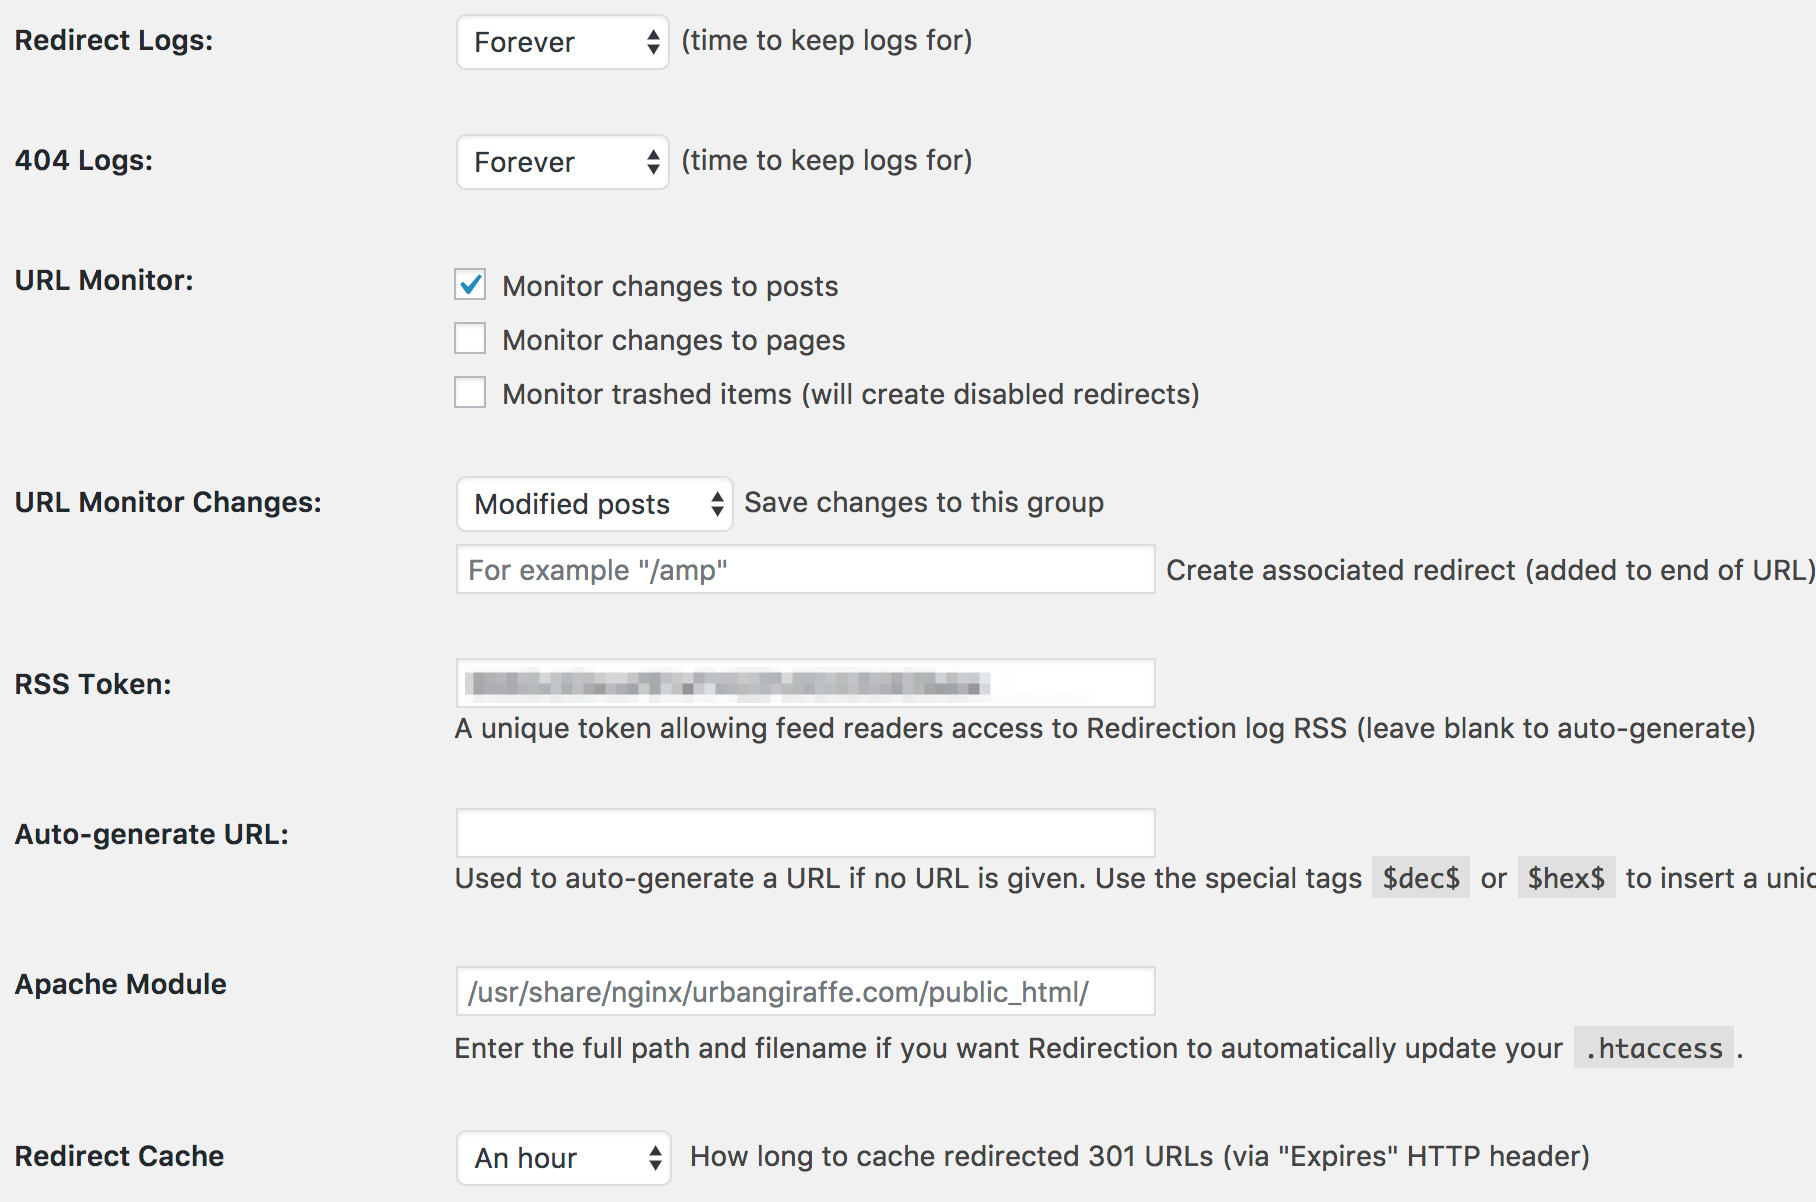 Redirect Logs: Forever (time to keep logs for)
404 Logs: Forever (time to keep logs for)
URL Monitor: Monitor changes to posts
Monitor changes to pages
Monitor trashed items (will create disabled redirects)
URL Monitor Changes: Modified posts Save changes to this group
For example "/amp" Create associated redirect (added to end of URL)
RSS Token:
A unique token allowing feed readers access to Redirection log RSS (leave blank to auto-generate)
Auto-generate URL:
Used to auto-generate a URL if no URL is given. Use the special tags $dec$ or $hex$ to insert a
Apache Module /usr/share/nginx/urbangiraffe.com/public_html/
Enter the full path and filename if you want Redirection to automatically update your .htaccess.
Redirect Cache An hour How long to cache redirected 301 URLs (via "Expires" HTTP header)